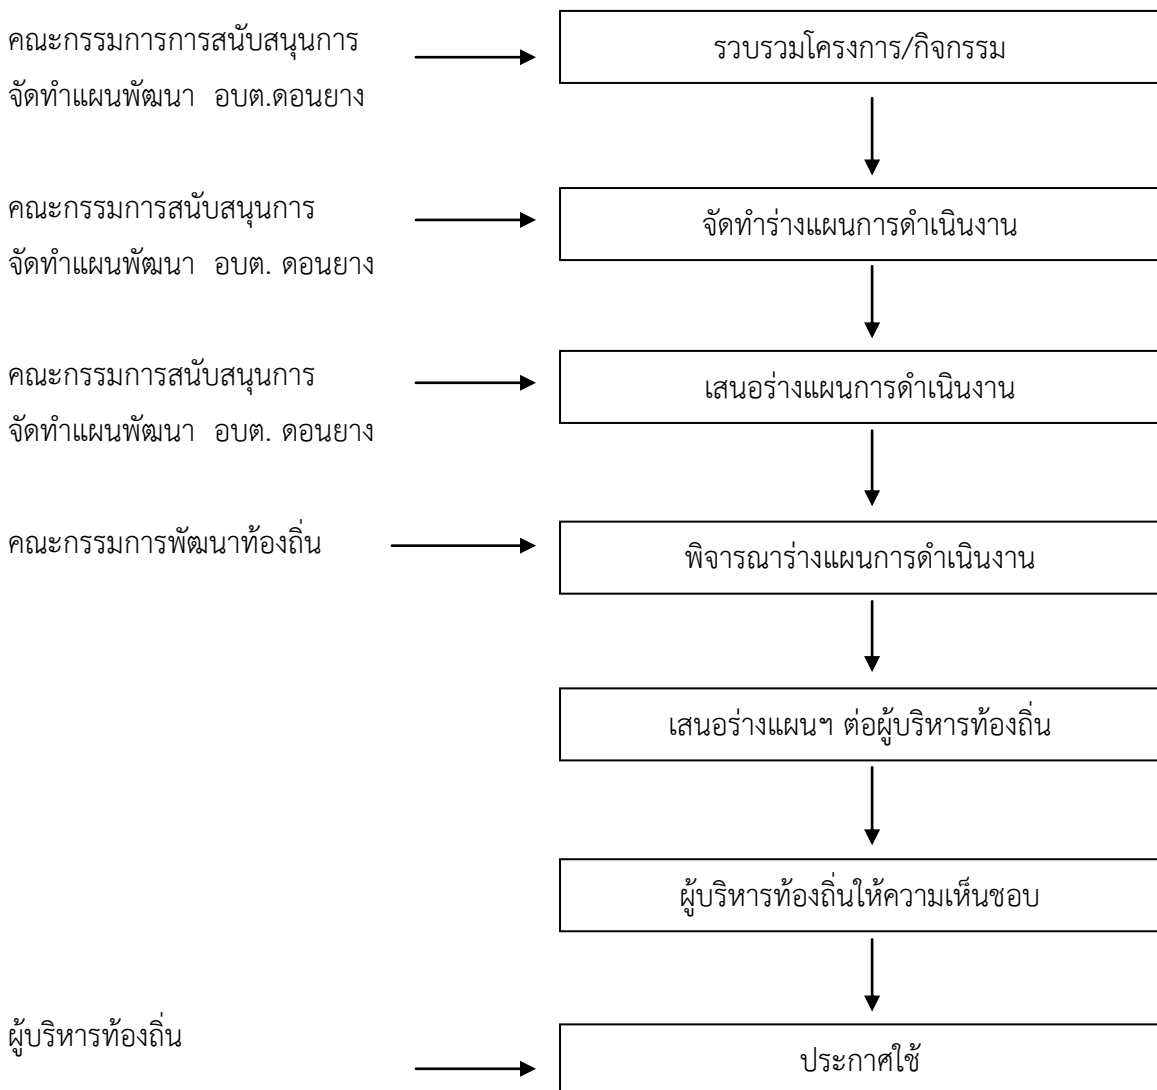 คณะกรรมการการสนับสนุนการ
จัดทำแผนพัฒนา อบต.ดอนยาง
รวบรวมโครงการ/กิจกรรม
คณะกรรมการสนับสนุนการ
จัดทำแผนพัฒนา อบต. ดอนยาง
จัดทำร่างแผนการดำเนินงาน
คณะกรรมการสนับสนุนการ
จัดทำแผนพัฒนา อบต. ดอนยาง
เสนอร่างแผนการดำเนินงาน
คณะกรรมการพัฒนาท้องถิ่น
พิจารณาร่างแผนการดำเนินงาน
เสนอร่างแผนฯ ต่อผู้บริหารท้องถิ่น
ผู้บริหารท้องถิ่นให้ความเห็นชอบ
ผู้บริหารท้องถิ่น
ประกาศใช้